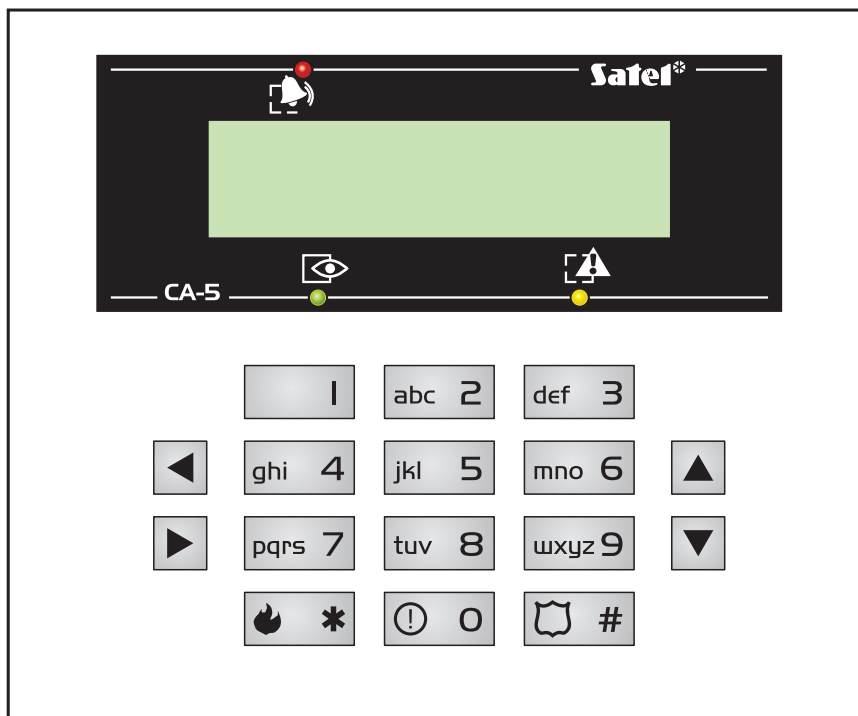 Satel
CA-5
1 abc 2 def 3
ghi 4 jkl 5 mno 6
pqrs 7 tuv 8 wxyz 9
* ! 0 #